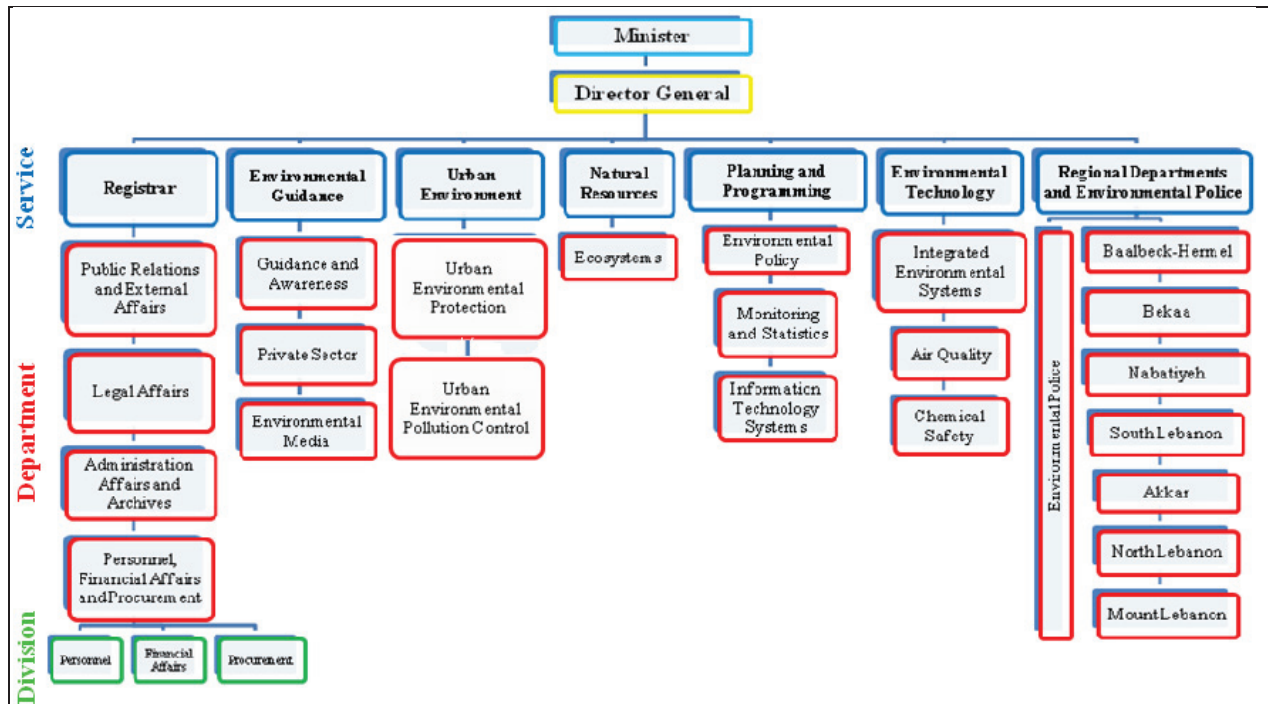 Minister
Director General
Service
Registrar
Environmental
Guidance
Urban
Environment
Natural
Resources
Planning and
Programming
Environmental
Technology
Regional Departments
and Environmental Police
Department
Public Relations
and External
Affairs
Legal Affairs
Administration
Affairs and
Archives
Personnel,
Financial Affairs
and Procurement
Guidance and
Awareness
Private Sector
Environmental
Media
Urban
Environmental
Protection
Urban
Environmental
Pollution Control
Ecosystems
Environmental
Policy
Monitoring
and Statistics
Information
Technology
Systems
Integrated
Environmental
Systems
Air Quality
Chemical
Safety
Environmental Police
Baalbeck-Hermel
Bekaa
Nabatiyeh
South Lebanon
Akkar
North Lebanon
Mount Lebanon
Division
Personnel
Financial
Affairs
Procurement